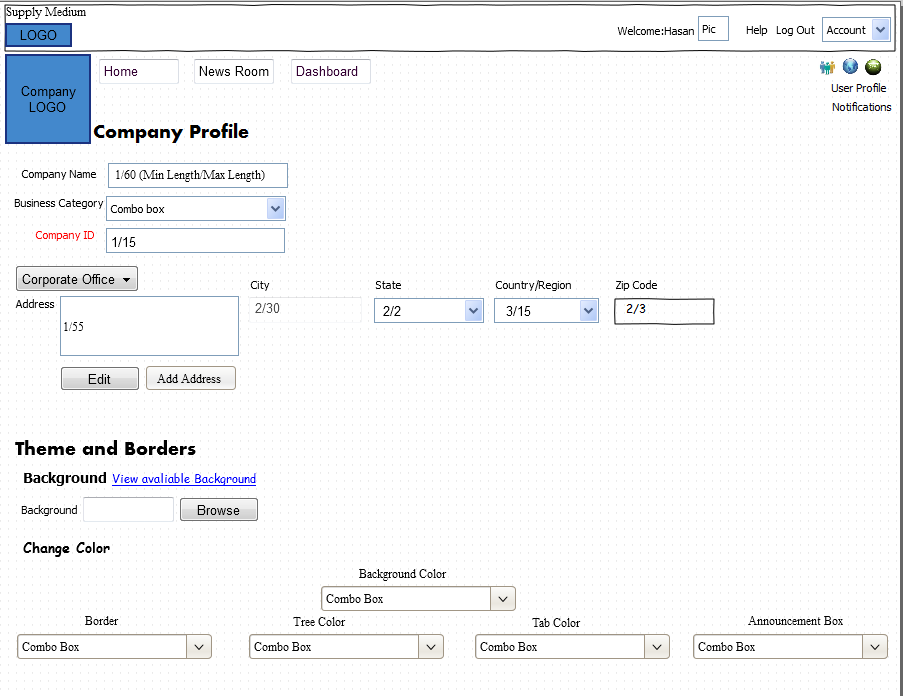 Supply Medium
LOGO
Welcome:Hasan Pic Help Log Out Account
Company LOGO
Home News Room Dashboard
User Profile
Notifications
Company Profile
Company Name 1/60 (Min Length/Max Length)
Business Category Combo box
Company ID 1/15
Corporate Office
City State Country/Region Zip Code
Address 1/55 2/30 2/2 3/15 2/3
Edit Add Address
Theme and Borders
Background View avaliable Background
Background Browse
Change Color
Background Color
Combo Box
Border Tree Color Tab Color Announcement Box
Combo Box Combo Box Combo Box Combo Box